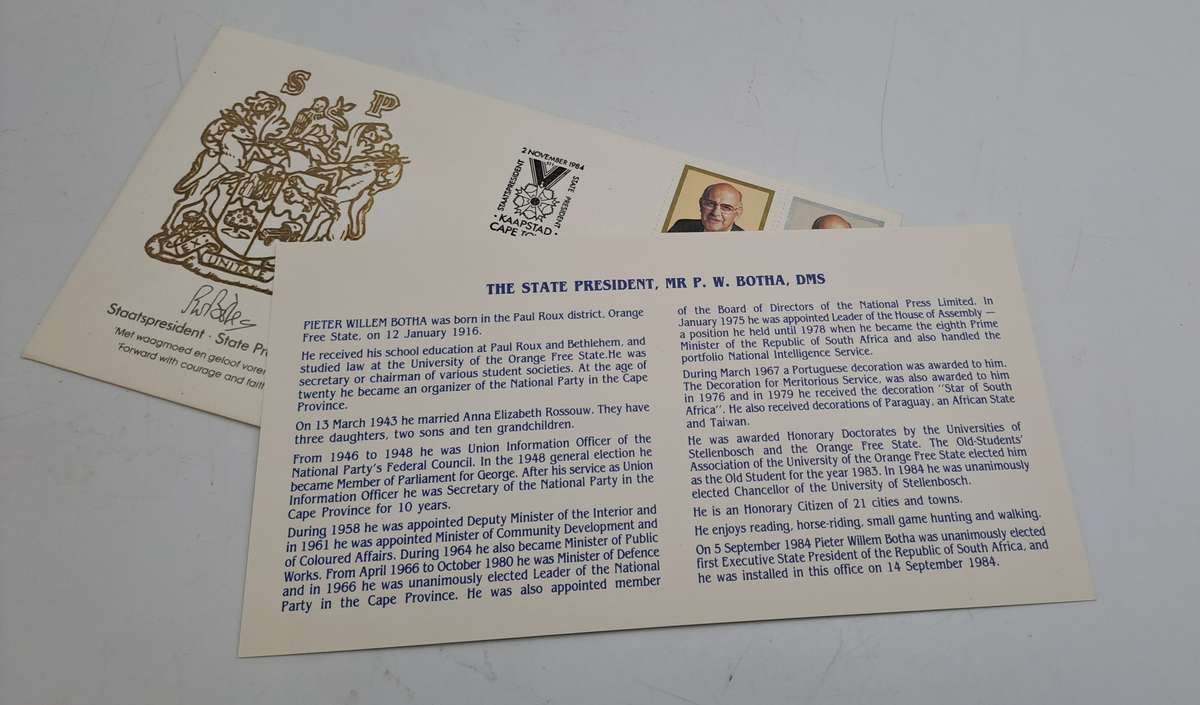 S P
2 NOVEMBER 1984
STAATSPRESIDENT
STATE PRESIDENT
· KAAPSTAD ·
CAPE
UNITATE
Staatspresident · State
'Met waagmoed en geloof
'Forward with courage and faith
THE STATE PRESIDENT, MR P. W. BOTHA, DMS
PIETER WILLEM BOTHA was born in the Paul Roux district, Orange
Free State, on 12 January 1916.
He received his school education at Paul Roux and Bethlehem, and
studied law at the University of the Orange Free State.He was
secretary or chairman of various student societies. At the age of
twenty he became an organizer of the National Party in the Cape
Province.
On 13 March 1943 he married Anna Elizabeth Rossouw. They have
three daughters, two sons and ten grandchildren.
From 1946 to 1948 he was Union Information Officer of the
National Party's Federal Council. In the 1948 general election he
became Member of Parliament for George. After his service as Union
Information Officer he was Secretary of the National Party in the
Cape Province for 10 years.
During 1958 he was appointed Deputy Minister of the Interior and
in 1961 he was appointed Minister of Community Development and
of Coloured Affairs. During 1964 he also became Minister of Public
Works. From April 1966 to October 1980 he was Minister of Defence
and in 1966 he was unanimously elected Leader of the National
Party in the Cape Province. He was also appointed member
of the Board of Directors of the National Press Limited. In
January 1975 he was appointed Leader of the House of Assembly —
a position he held until 1978 when he became the eighth Prime
Minister of the Republic of South Africa and also handled the
portfolio National Intelligence Service.
During March 1967 a Portuguese decoration was awarded to him.
The Decoration for Meritorious Service, was also awarded to him
in 1976 and in 1979 he received the decoration "Star of South
Africa". He also received decorations of Paraguay, an African State
and Taiwan.
He was awarded Honorary Doctorates by the Universities of
Stellenbosch and the Orange Free State. The Old-Students'
Association of the University of the Orange Free State elected him
as the Old Student for the year 1983. In 1984 he was unanimously
elected Chancellor of the University of Stellenbosch.
He is an Honorary Citizen of 21 cities and towns.
He enjoys reading, horse-riding, small game hunting and walking.
On 5 September 1984 Pieter Willem Botha was unanimously elected
first Executive State President of the Republic of South Africa, and
he was installed in this office on 14 September 1984.